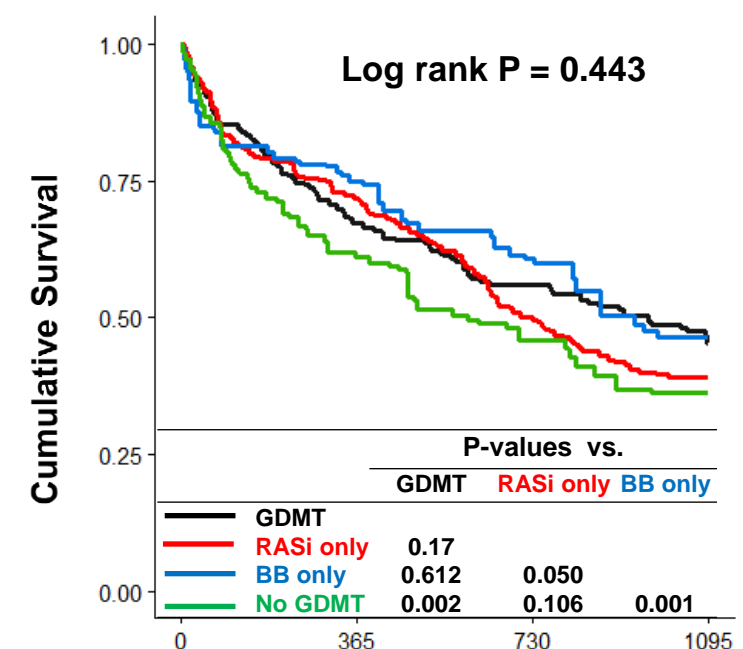 1.00
Log rank P = 0.443
0.75
0.50
0.25
0.00
Cumulative Survival
P-values vs.
GDMT RASi only BB only
GDMT
RASi only 0.17
BB only 0.612 0.050
No GDMT 0.002 0.106 0.001
0 365 730 1095